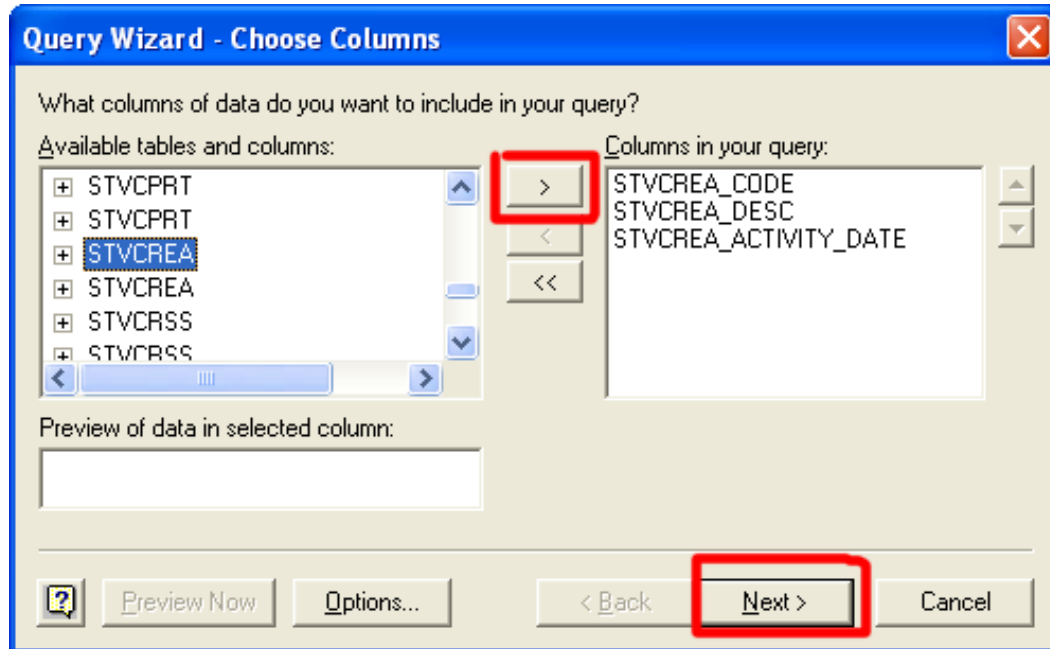 Query Wizard - Choose Columns
What columns of data do you want to include in your query?
Available tables and columns:
Columns in your query:
STVCPRT
STVCPRT
STVCREA
STVCREA
STVCRSS
STVCRSS
>
<
<<
STVCREA_CODE
STVCREA_DESC
STVCREA_ACTIVITY_DATE
Preview of data in selected column:
Preview Now
Options...
< Back
Next >
Cancel